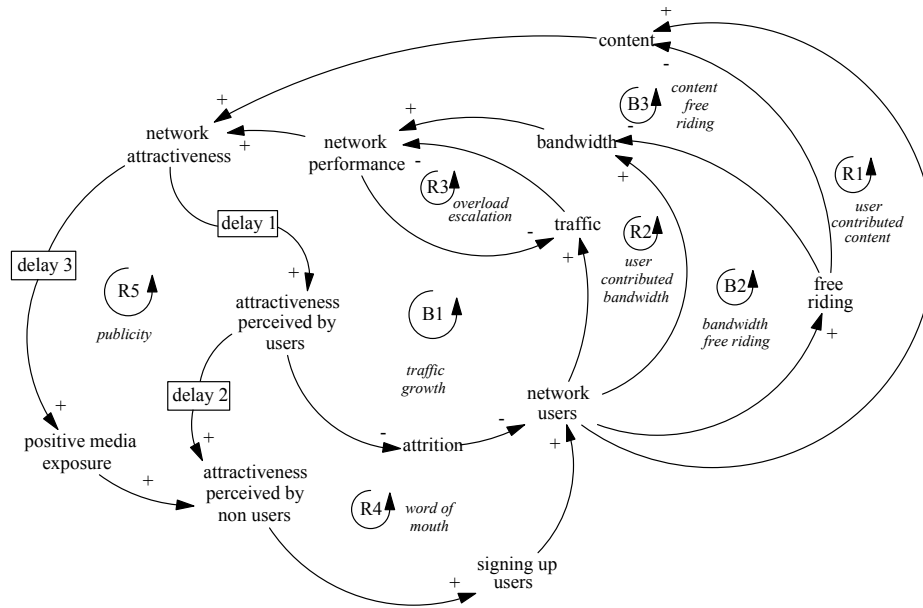 content
+
+
-
B3
content
free
riding
+
+
-
network
attractiveness
+
network
performance
-
bandwidth
+
R3
overload
escalation
R1
user
contributed
content
delay 1
-
traffic
+
R2
user
contributed
bandwidth
delay 3
R5
publicity
+
attractiveness
perceived by
users
B1
traffic
growth
B2
bandwidth
free riding
free
riding
+
delay 2
network
users
+
+
-
attrition
-
+
positive media
exposure
+
attractiveness
perceived by
non users
R4
word of
mouth
signing up
users
+